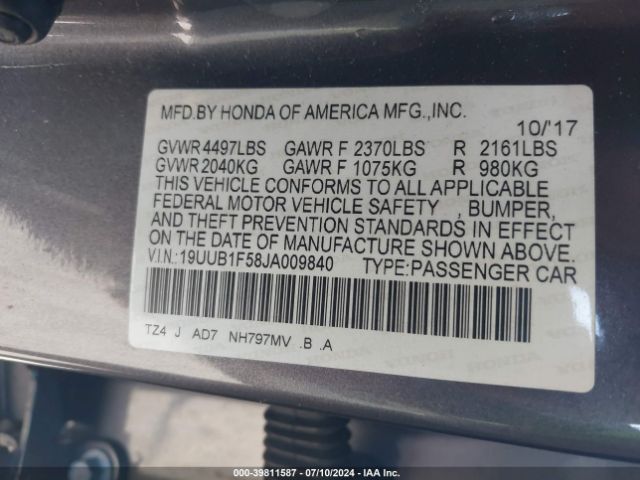 MFD.BY HONDA OF AMERICA MFG.,INC.
10/'17
GVWR 4497LBS GAWR F 2370LBS R 2161LBS
GVWR 2040KG GAWR F 1075KG R 980KG
THIS VEHICLE CONFORMS TO ALL APPLICABLE
FEDERAL MOTOR VEHICLE SAFETY , BUMPER,
AND THEFT PREVENTION STANDARDS IN EFFECT
ON THE DATE OF MANUFACTURE SHOWN ABOVE.
V.I.N.:19UUB1F58JA009840 TYPE:PASSENGER CAR
TZ4 J AD7 NH797MV .B .A
000-39811587 - 07/10/2024 - IAA Inc.